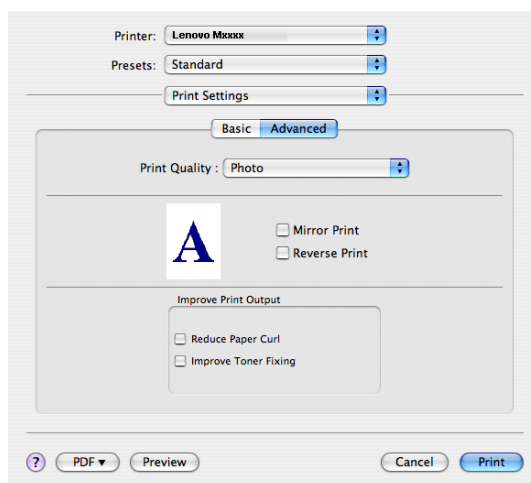 Printer: Lenovo Mxxxx
Presets: Standard
Print Settings
Basic Advanced
Print Quality : Photo
A
Mirror Print
Reverse Print
Improve Print Output
Reduce Paper Curl
Improve Toner Fixing
? PDF▼ Preview Cancel Print